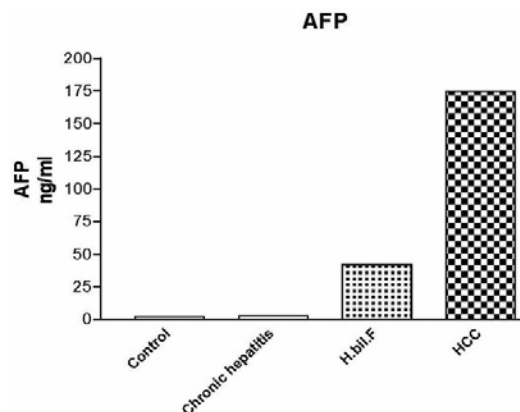 AFP
200
175
150
125
100
75
50
25
0
AFP
ng/ml
Control
Chronic hepatitis
H.bil.F
HCC